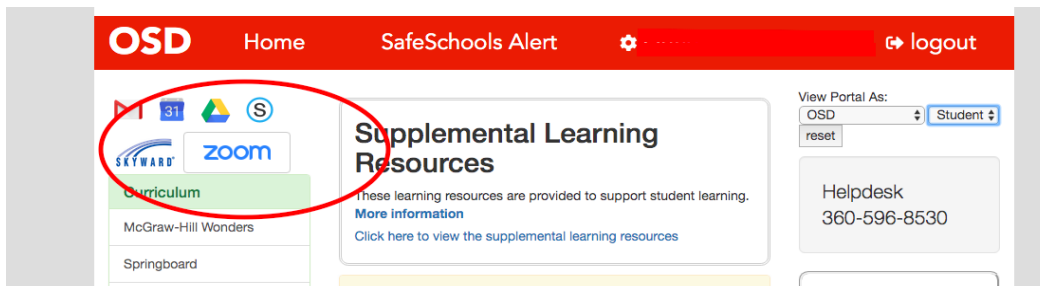 OSD Home SafeSchools Alert logout
31 S
SKYWARD zoom
Curriculum
McGraw-Hill Wonders
Springboard
Supplemental Learning
Resources
These learning resources are provided to support student learning.
More information
Click here to view the supplemental learning resources
View Portal As:
OSD Student
reset
Helpdesk
360-596-8530